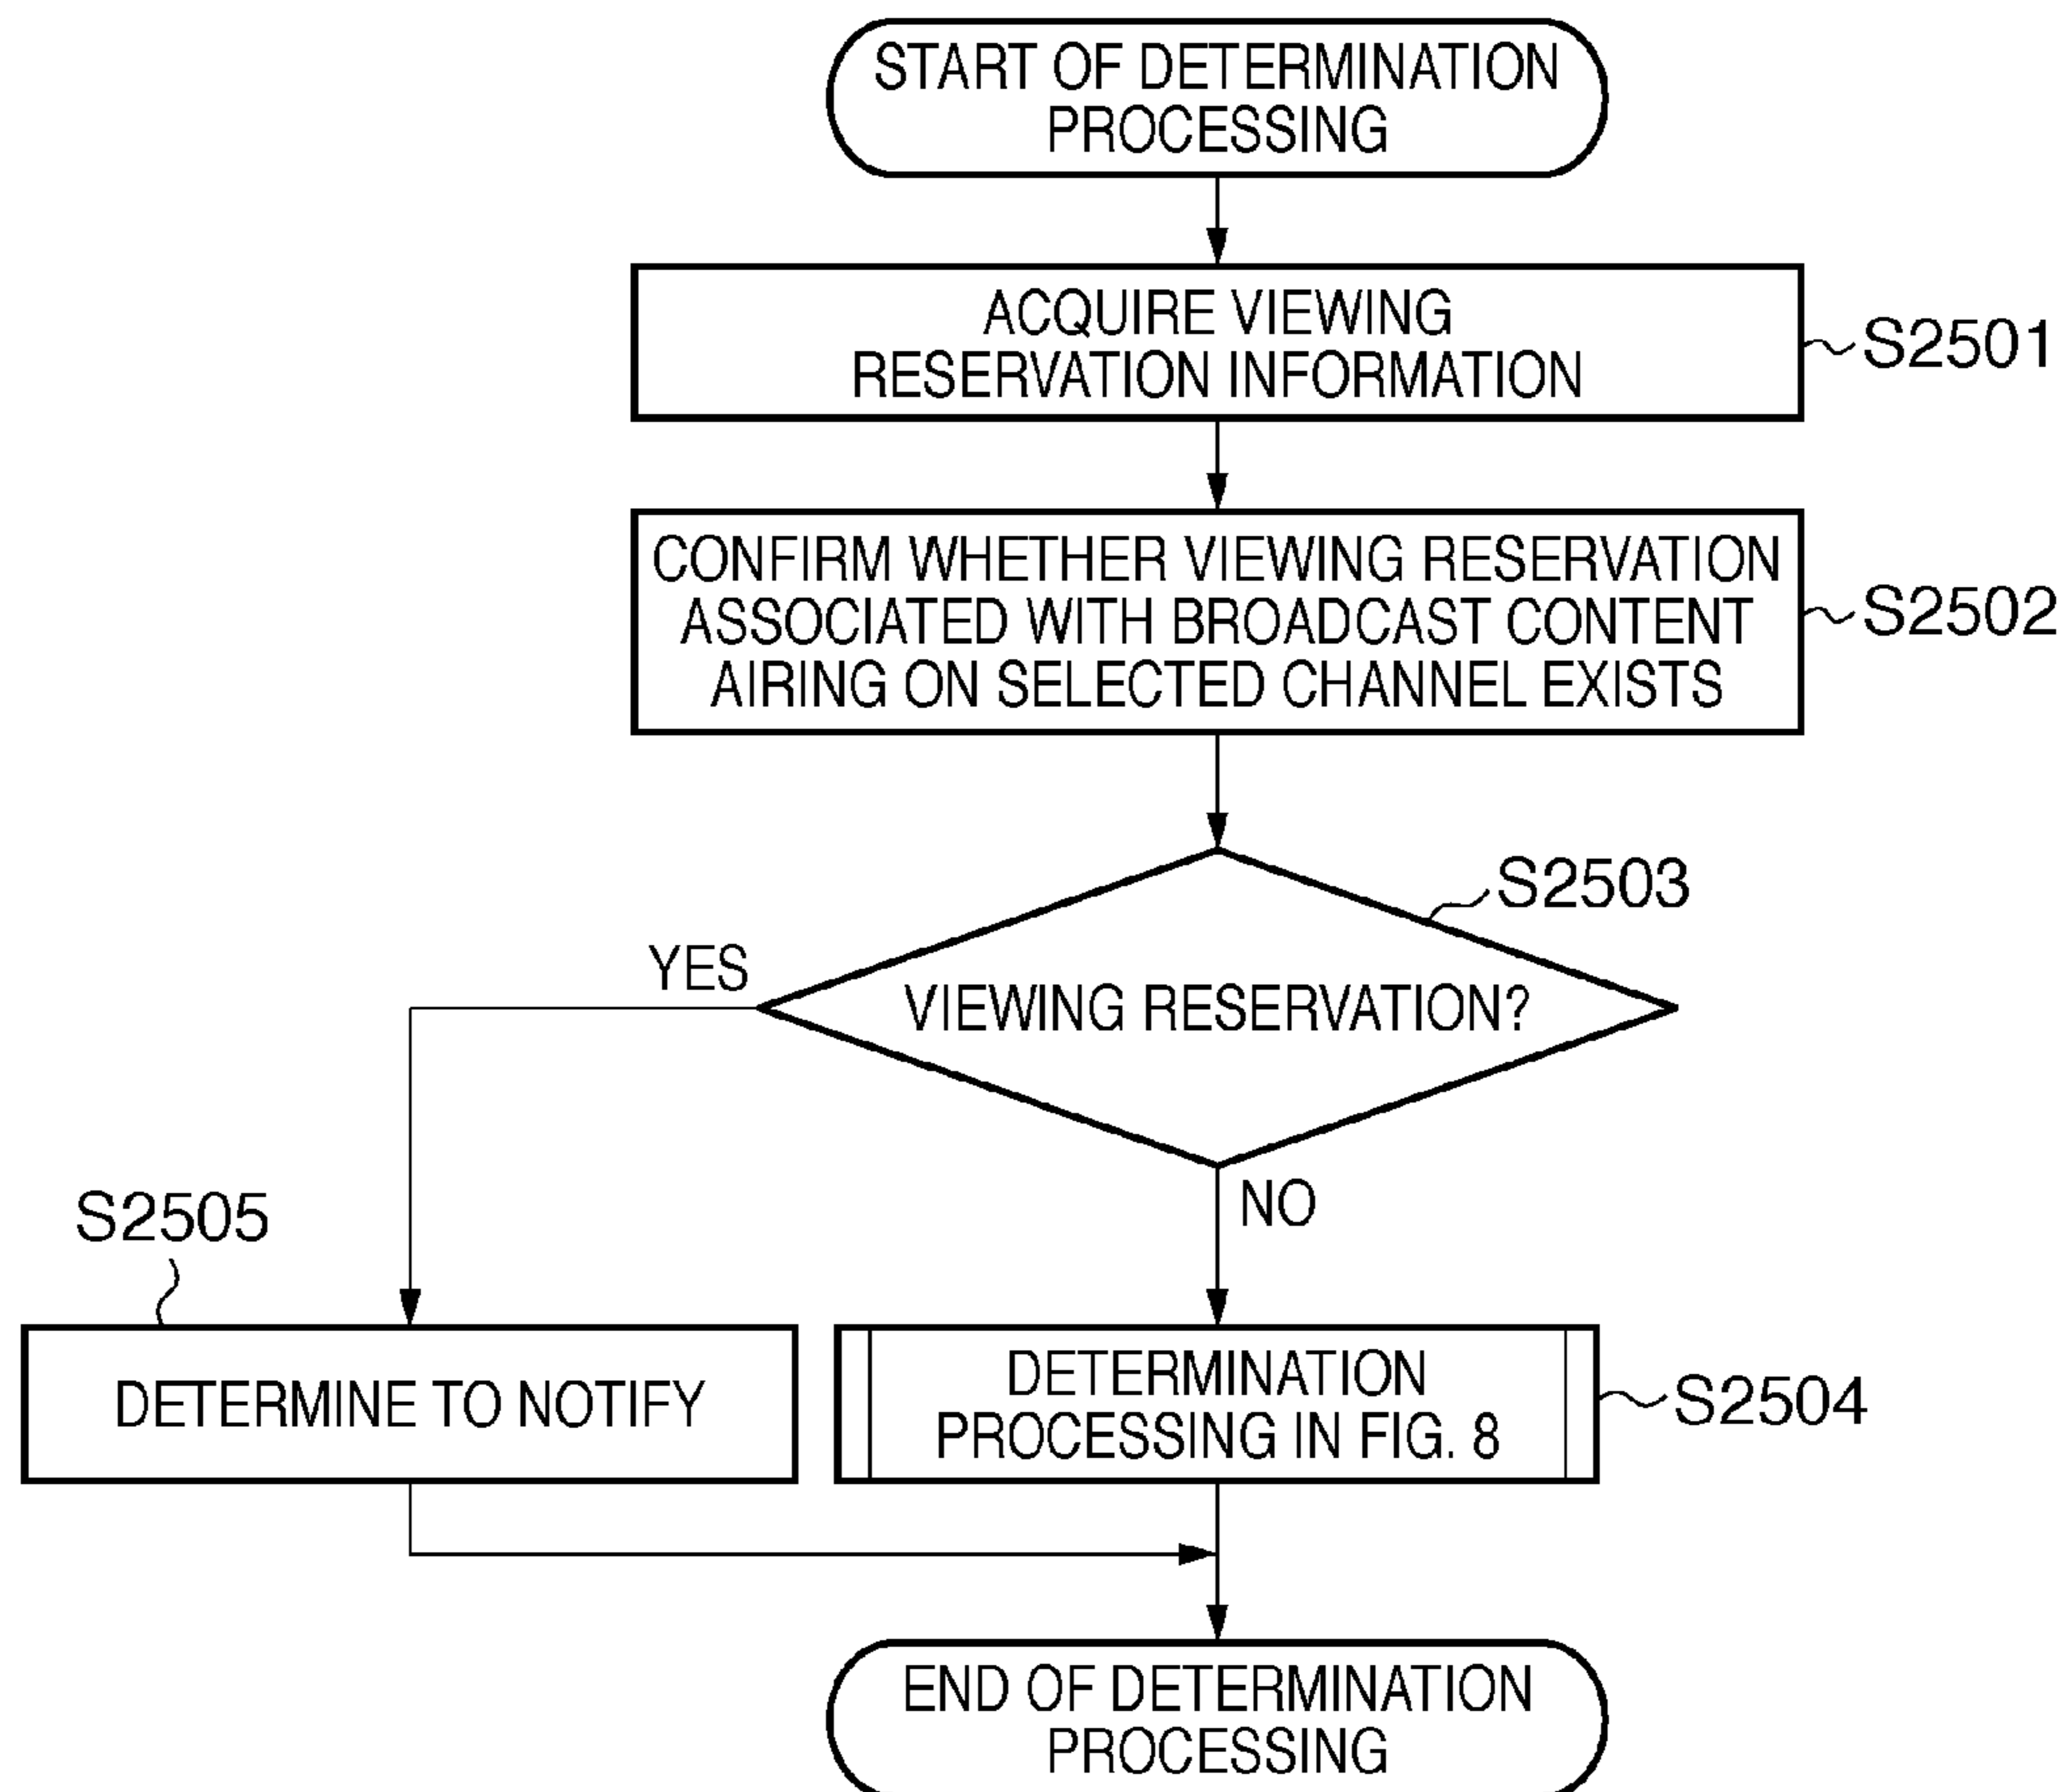 START OF DETERMINATION
PROCESSING
ACQUIRE VIEWING
RESERVATION INFORMATION
S2501
CONFIRM WHETHER VIEWING RESERVATION
ASSOCIATED WITH BROADCAST CONTENT
AIRING ON SELECTED CHANNEL EXISTS
S2502
S2503
YES
VIEWING RESERVATION?
NO
S2505
DETERMINE TO NOTIFY
DETERMINATION
PROCESSING IN FIG. 8
S2504
END OF DETERMINATION
PROCESSING